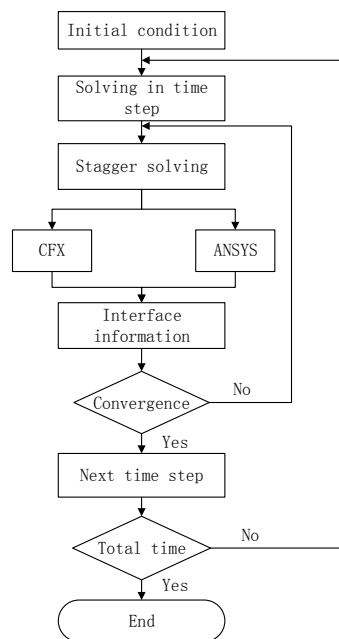 Initial condition
Solving in time
step
Stagger solving
CFX
ANSYS
Interface
information
Convergence
No
Yes
Next time step
Total time
No
Yes
End